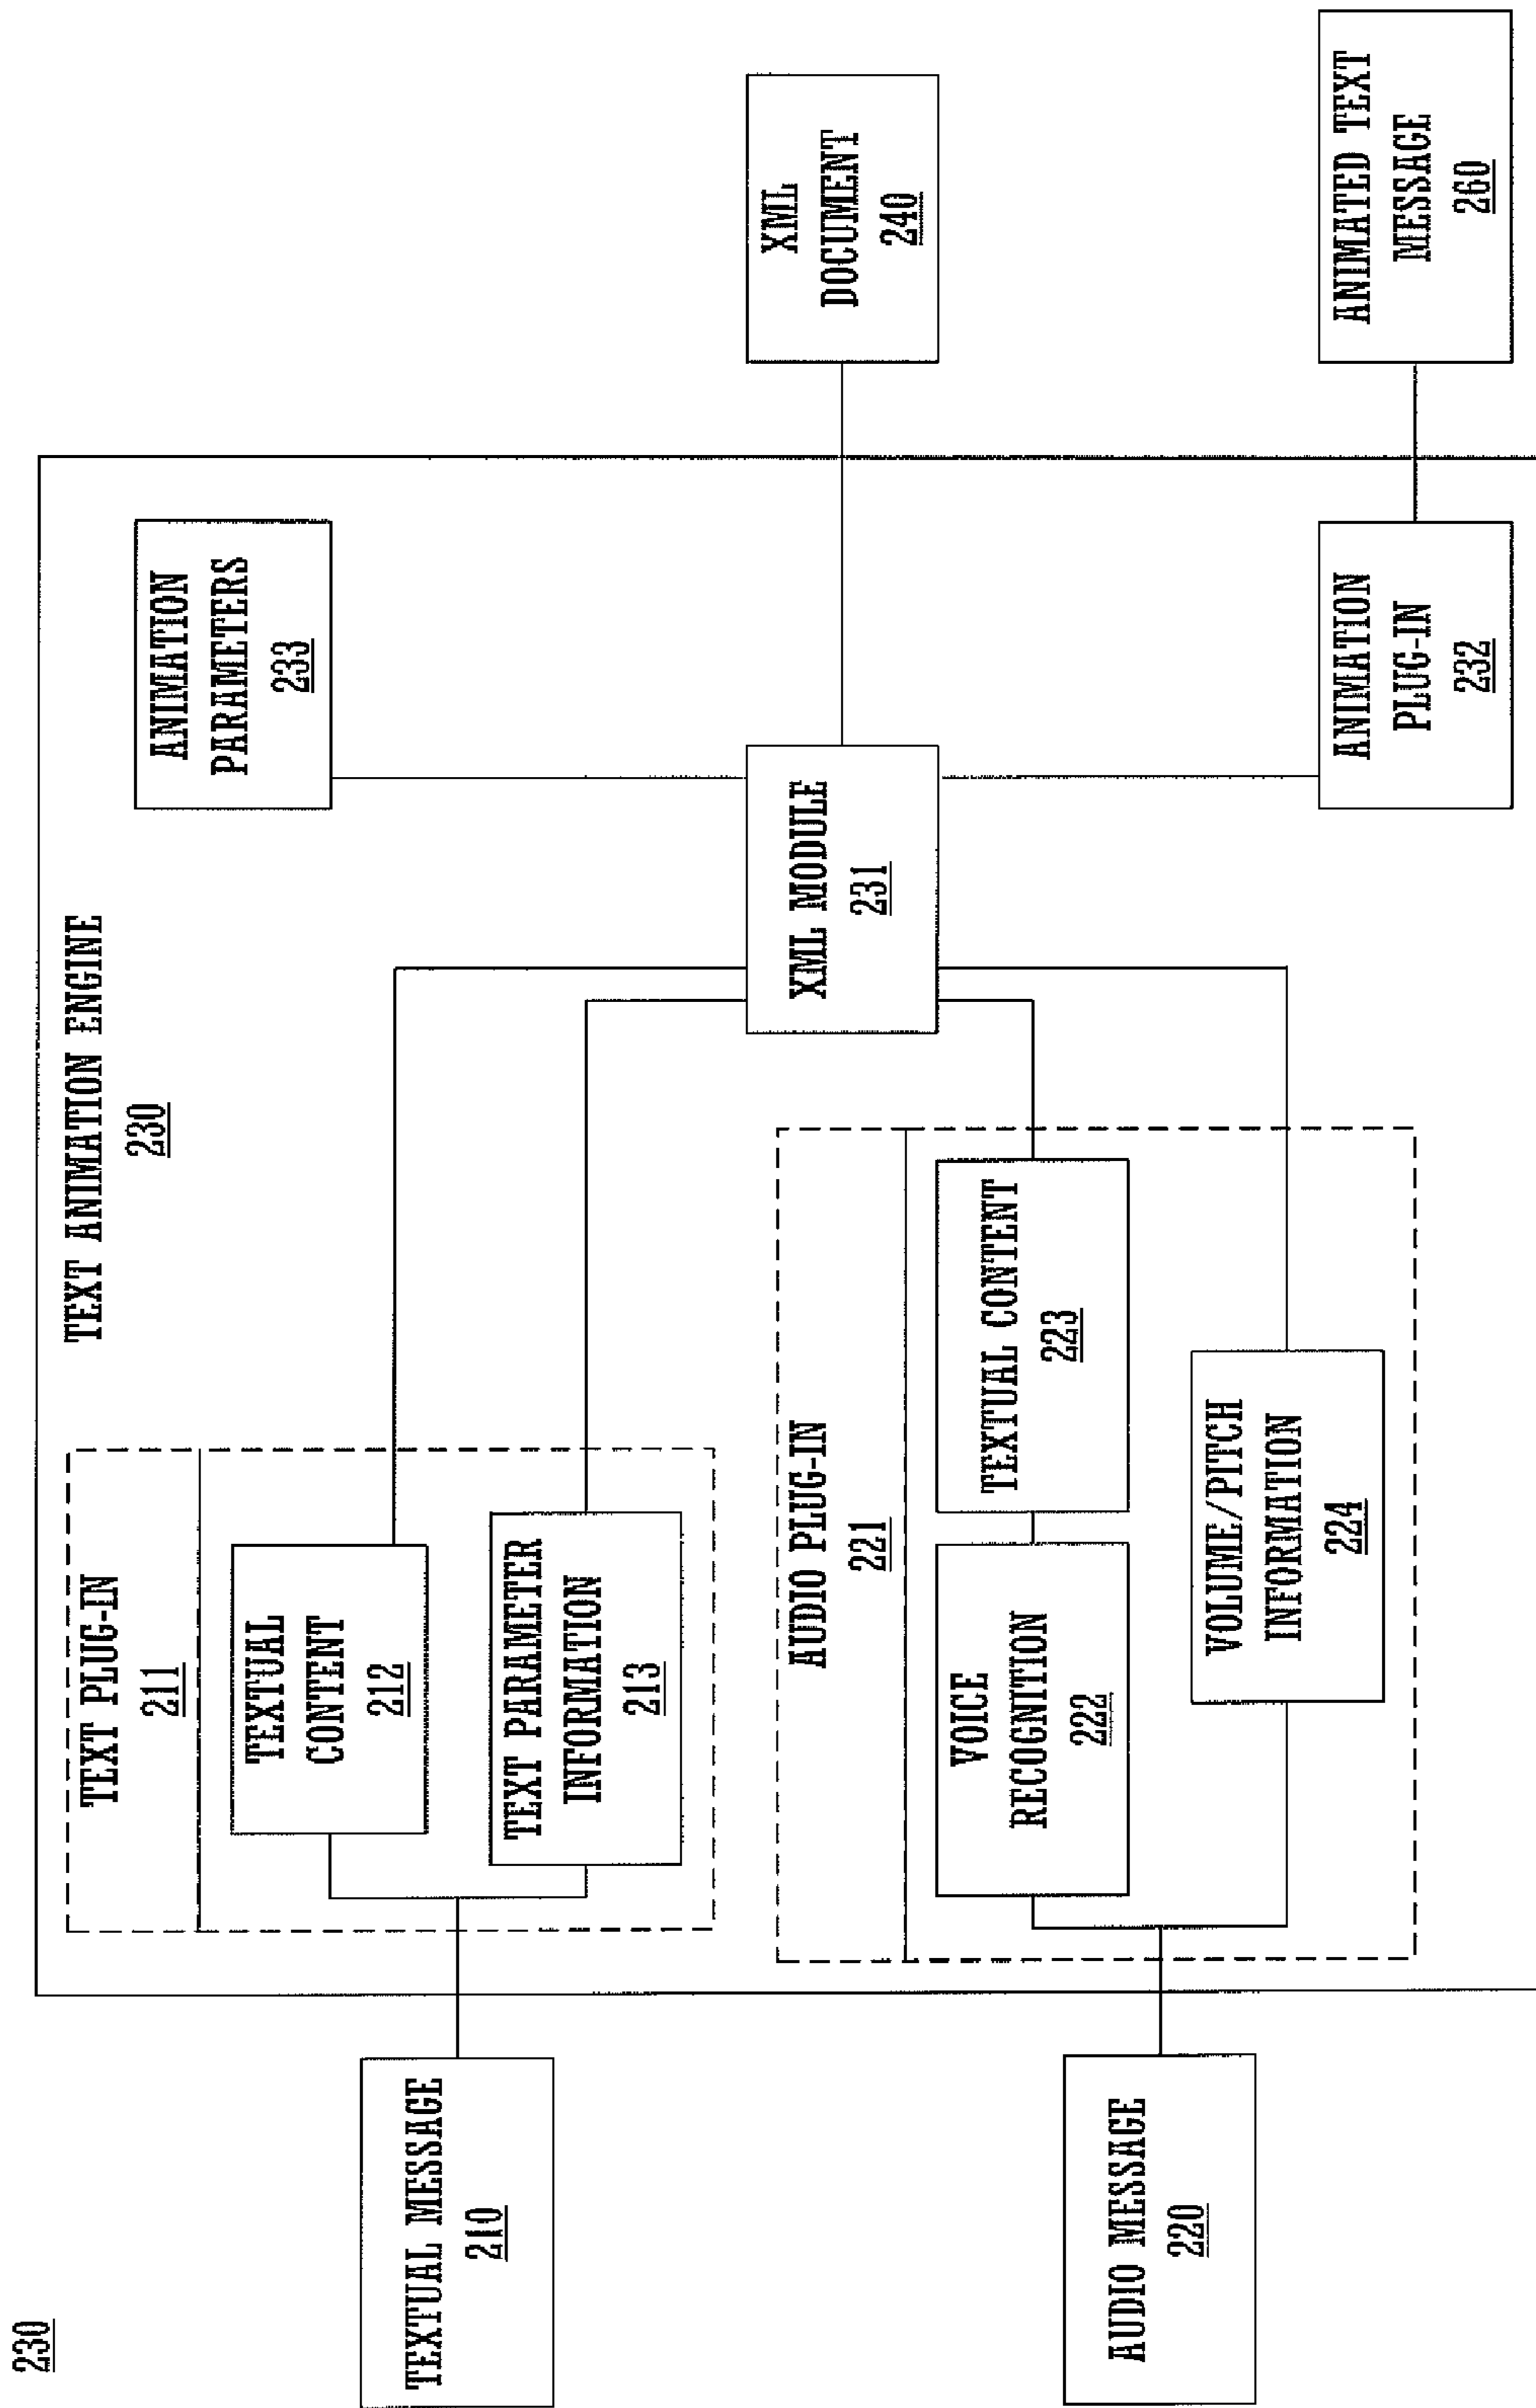 230
TEXT ANIMATION ENGINE
230
TEXT PLUG-IN
211
TEXTUAL
CONTENT
212
TEXT PARAMETER
INFORMATION
213
TEXTUAL MESSAGE
210
ANIMATION
PARAMETERS
233
XML MODULE
231
XML
DOCUMENT
240
AUDIO PLUG-IN
221
VOICE
RECOGNITION
222
TEXTUAL CONTENT
223
VOLUME/PITCH
INFORMATION
224
AUDIO MESSAGE
220
ANIMATION
PLUG-IN
232
ANIMATED TEXT
MESSAGE
260